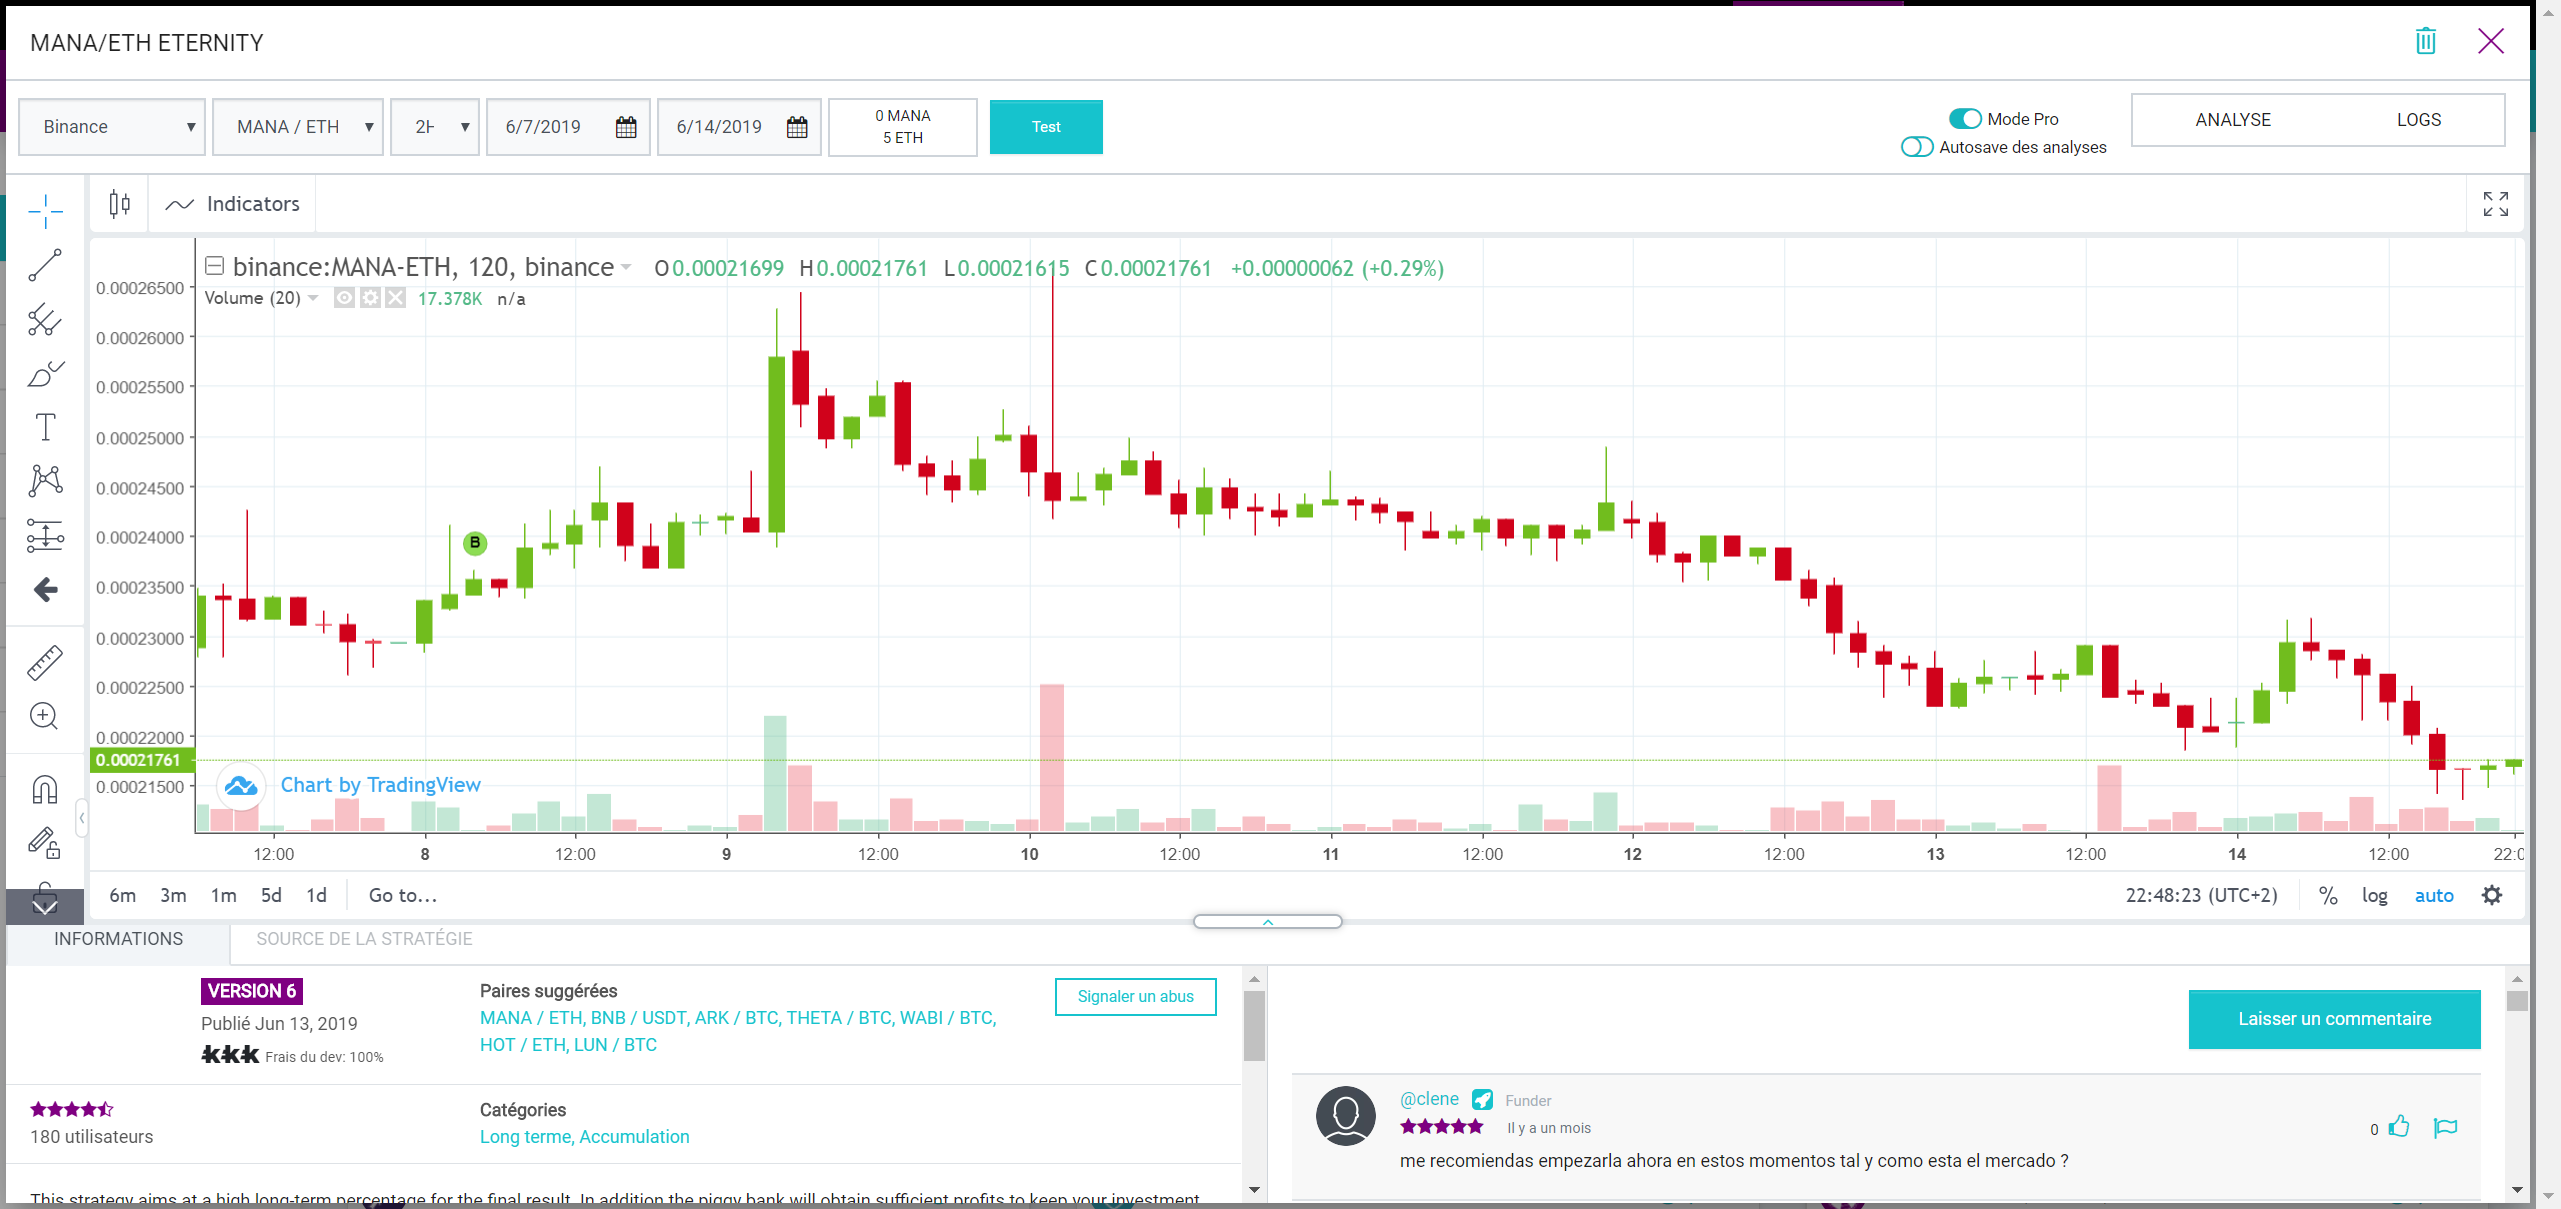 MANA/ETH ETERNITY
Binance
MANA / ETH
6/7/2019
6/14/2019
0 MANA
5 ETH
Test
Mode Pro
Autosave des analyses
ANALYSE
LOGS
Indicators
binance:MANA-ETH, 120, binance
O0.00021699 H0.00021761 L0.00021615 C0.00021761 +0.00000062 (+0.29%)
Volume (20)
17.378K n/a
0.00026500
0.00026000
0.00025500
0.00025000
0.00024500
0.00024000
0.00023500
0.00023000
0.00022500
0.00022000
0.00021761
0.00021500
B
Chart by TradingView
12:00 8 12:00 9 12:00 10 12:00 11 12:00 12 12:00 13 12:00 14 12:00
6m 3m 1m 5d 1d Go to...
22:48:23 (UTC+2) % log auto
INFORMATIONS
SOURCE DE LA STRATÉGIE
VERSION 6
Publié Jun 13, 2019
Frais du dev: 100%
Paires suggérées
MANA / ETH, BNB / USDT, ARK / BTC, THETA / BTC, WABI / BTC,
HOT / ETH, LUN / BTC
Signaler un abus
180 utilisateurs
Catégories
Long terme, Accumulation
This strategy aims at a high long-term percentage for the final result. In addition the piggy bank will obtain sufficient profits to keep your investment
Laisser un commentaire
@clene Funder
Il y a un mois
0
me recomiendas empezarla ahora en estos momentos tal y como esta el mercado ?